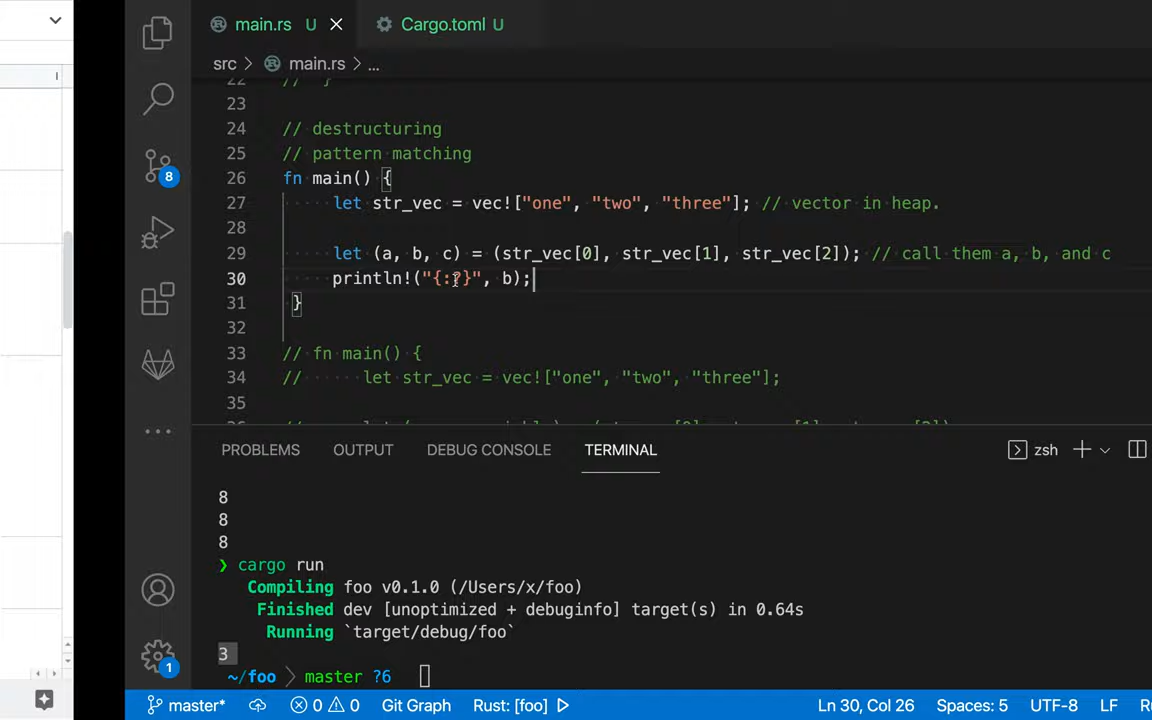 main.rs U
Cargo.toml U
src > main.rs > ...
22 // }
23
24 // destructuring
25 // pattern matching
26 fn main() {
27 let str_vec = vec!["one", "two", "three"]; // vector in heap.
28
29 let (a, b, c) = (str_vec[0], str_vec[1], str_vec[2]); // call them a, b, and c
30 println!("{:?}", b);
31 }
32
33 // fn main() {
34 // let str_vec = vec!["one", "two", "three"];
35
8
PROBLEMS OUTPUT DEBUG CONSOLE TERMINAL
zsh
8
8
8
❯ cargo run
Compiling foo v0.1.0 (/Users/x/foo)
Finished dev [unoptimized + debuginfo] target(s) in 0.64s
Running `target/debug/foo`
3
~/foo master ?6
1
master* 0 0 Git Graph Rust: [foo] Ln 30, Col 26 Spaces: 5 UTF-8 LF